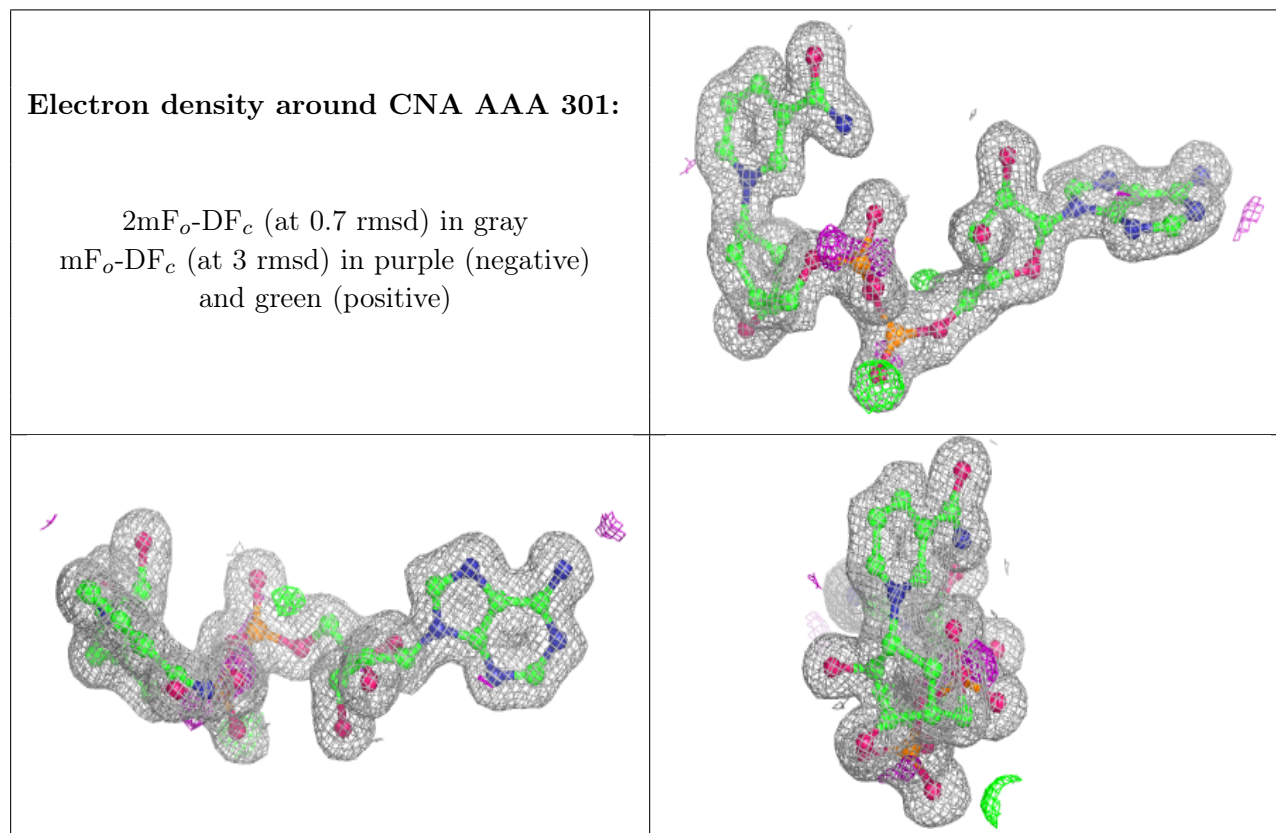 Electron density around CNA AAA 301:
2mFₒ-DF𝑐 (at 0.7 rmsd) in gray
mFₒ-DF𝑐 (at 3 rmsd) in purple (negative)
and green (positive)